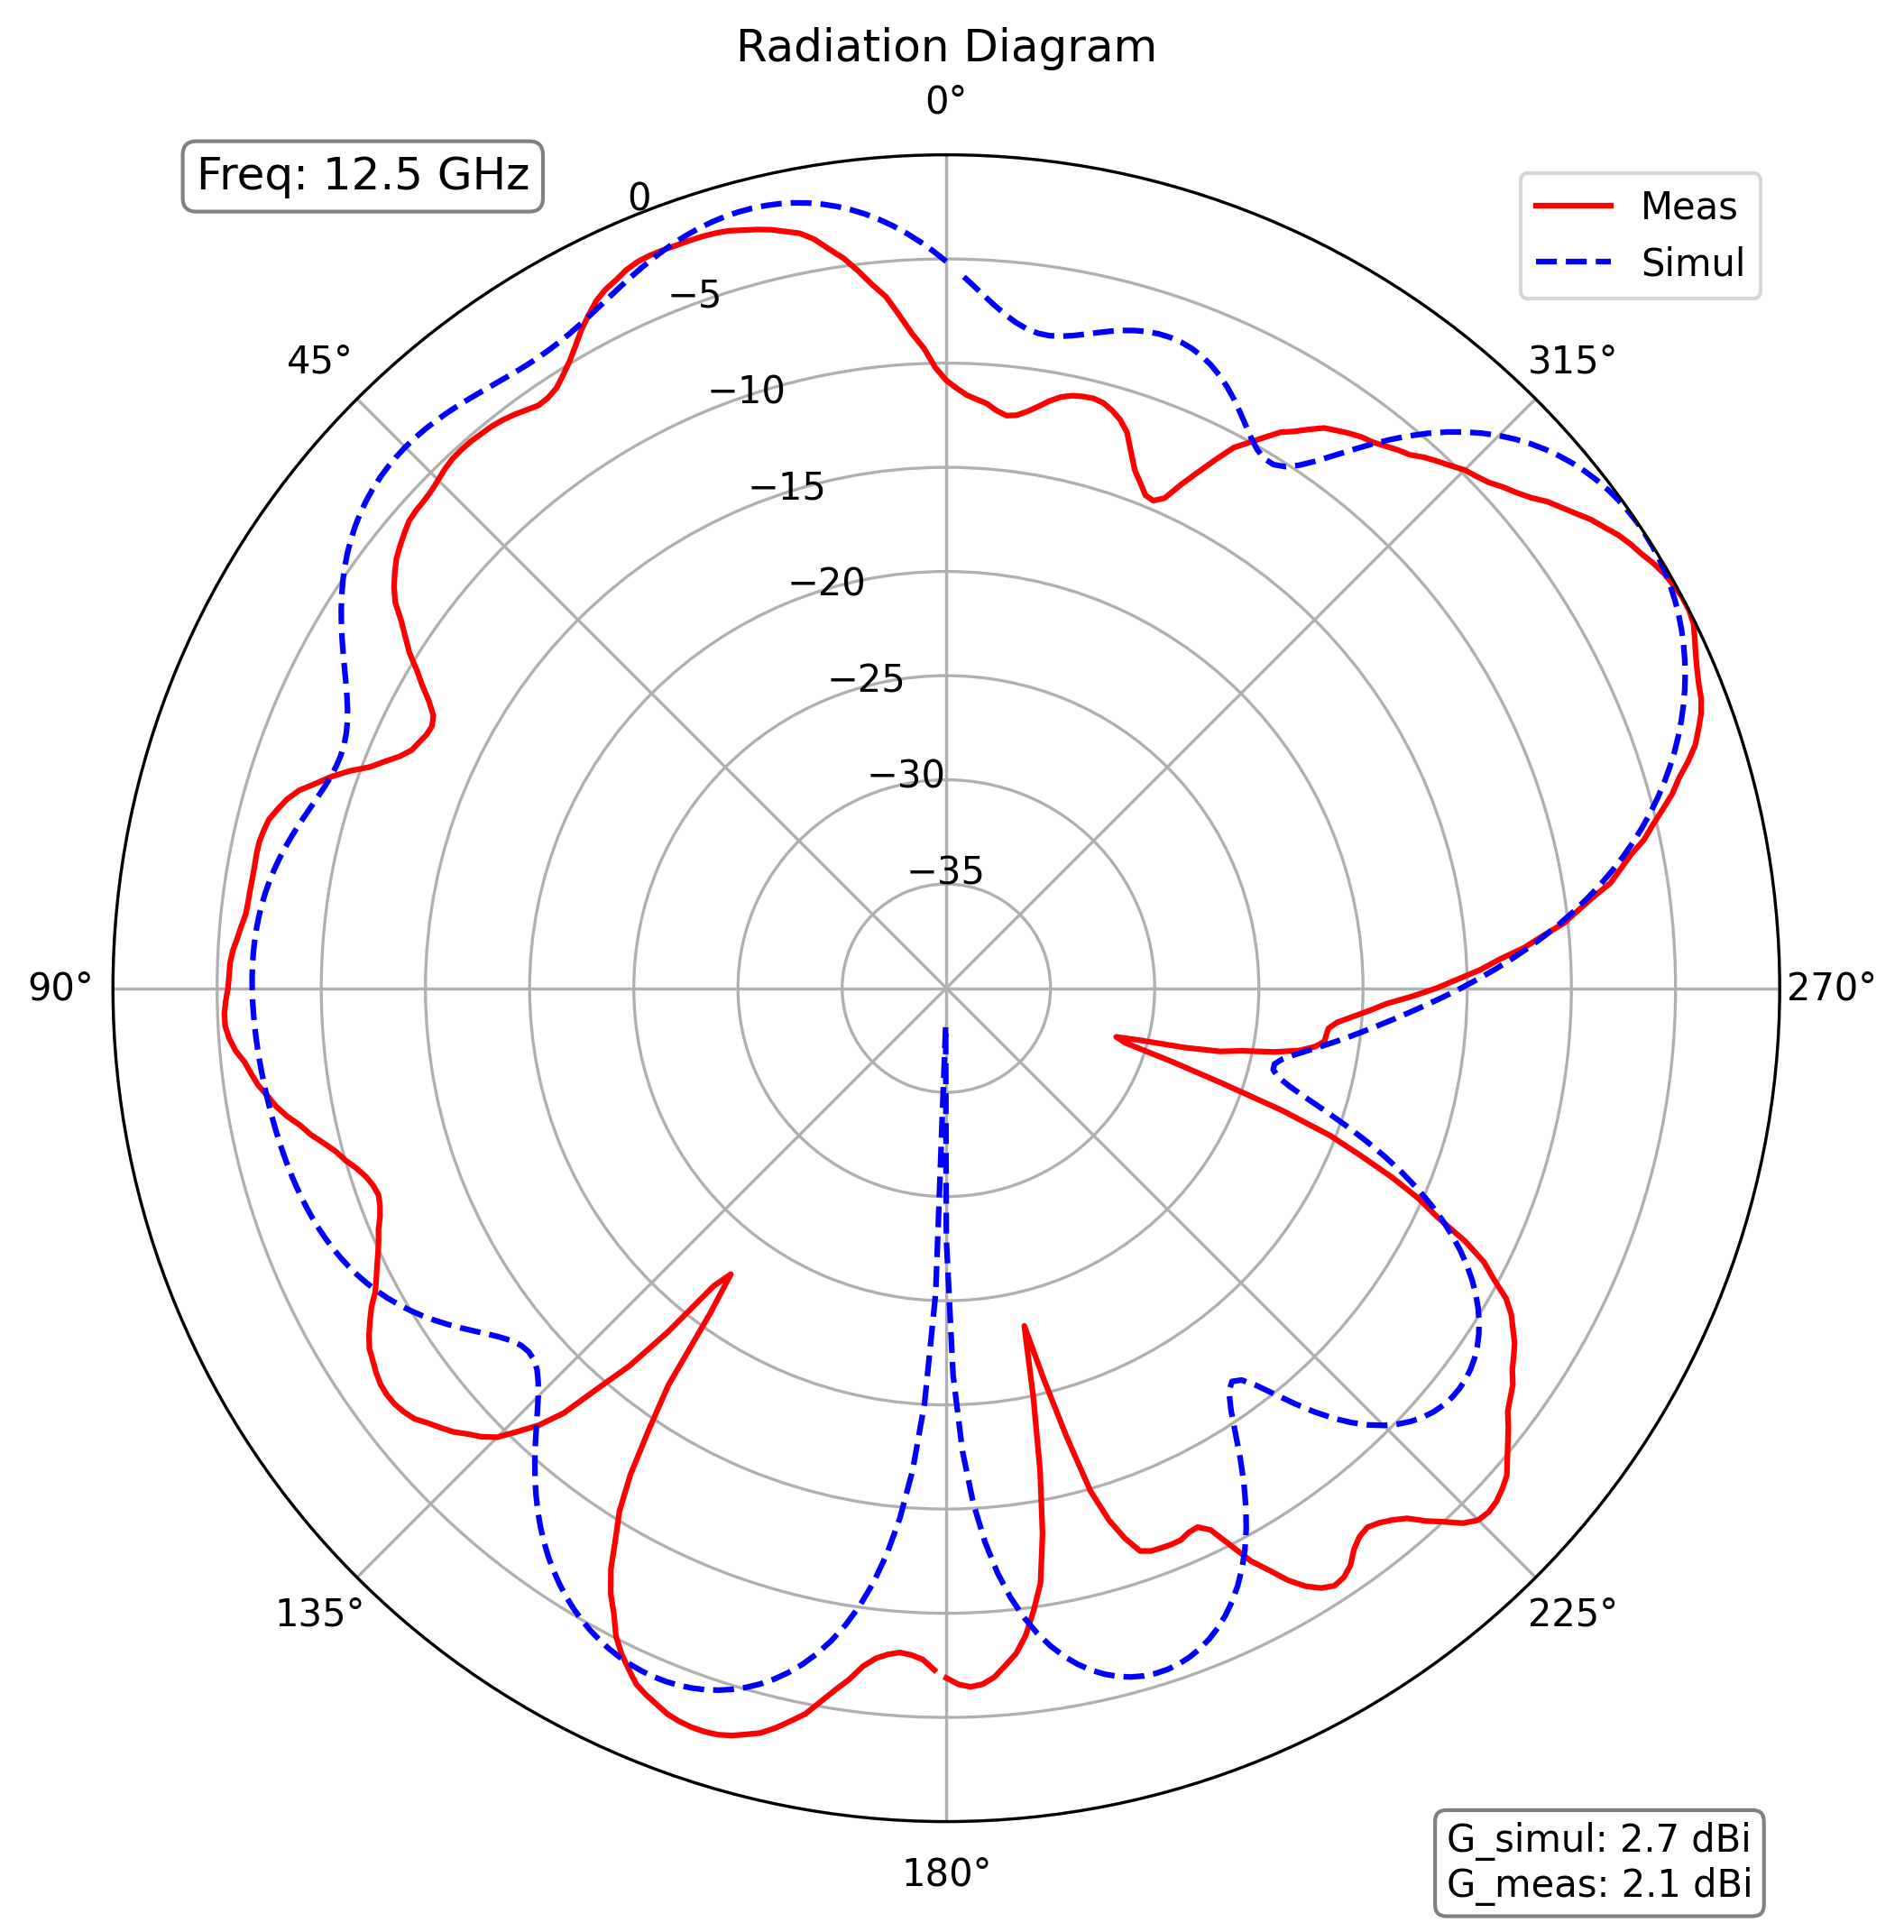 Radiation Diagram
0°
Freq: 12.5 GHz
Meas
Simul
0
−5
45°
315°
−10
−15
−20
−25
−30
−35
90°
270°
135°
225°
180°
G_simul: 2.7 dBi
G_meas: 2.1 dBi